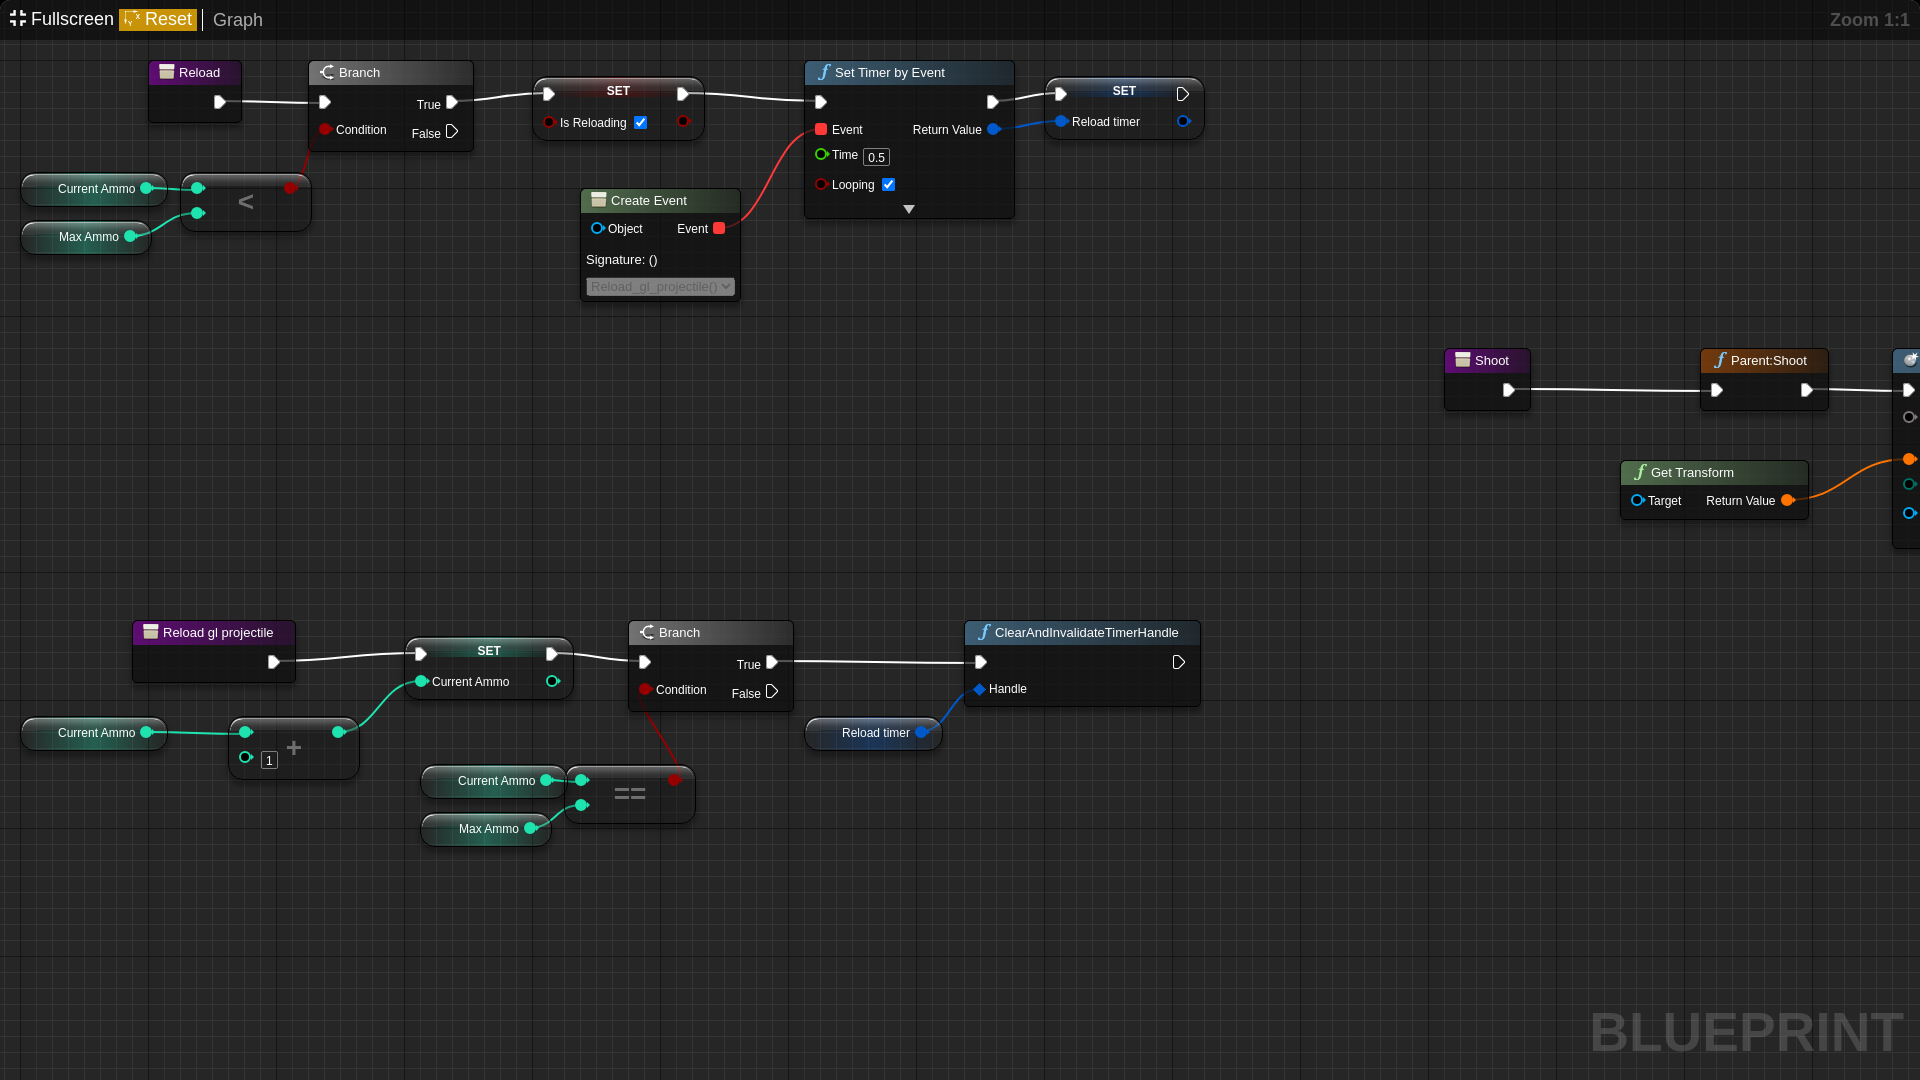 Fullscreen Reset Graph
Zoom 1:1
Reload
Branch
True
Condition
False
SET
Is Reloading
Set Timer by Event
Event
Return Value
Time 0.5
Looping
SET
Reload timer
Current Ammo
<
Max Ammo
Create Event
Object
Event
Signature: ()
Reload_gl_projectile()
Shoot
Parent:Shoot
Get Transform
Target
Return Value
Reload gl projectile
SET
Current Ammo
Branch
True
Condition
False
ClearAndInvalidateTimerHandle
Handle
Current Ammo
+
1
Reload timer
Current Ammo
==
Max Ammo
BLUEPRINT